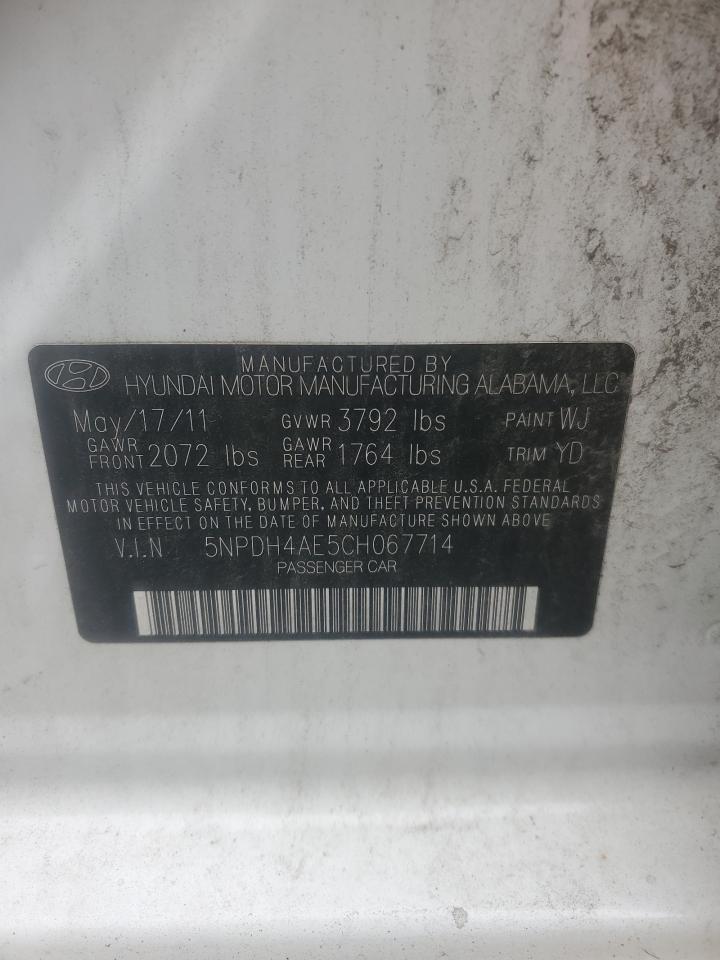 MANUFACTURED BY
HYUNDAI MOTOR MANUFACTURING ALABAMA, LLC
May/17/11 GVWR 3792 lbs PAINT WJ
GAWR FRONT 2072 lbs GAWR REAR 1764 lbs TRIM YD
THIS VEHICLE CONFORMS TO ALL APPLICABLE U.S.A. FEDERAL
MOTOR VEHICLE SAFETY, BUMPER, AND THEFT PREVENTION STANDARDS
IN EFFECT ON THE DATE OF MANUFACTURE SHOWN ABOVE
V.I.N 5NPDH4AE5CH067714
PASSENGER CAR